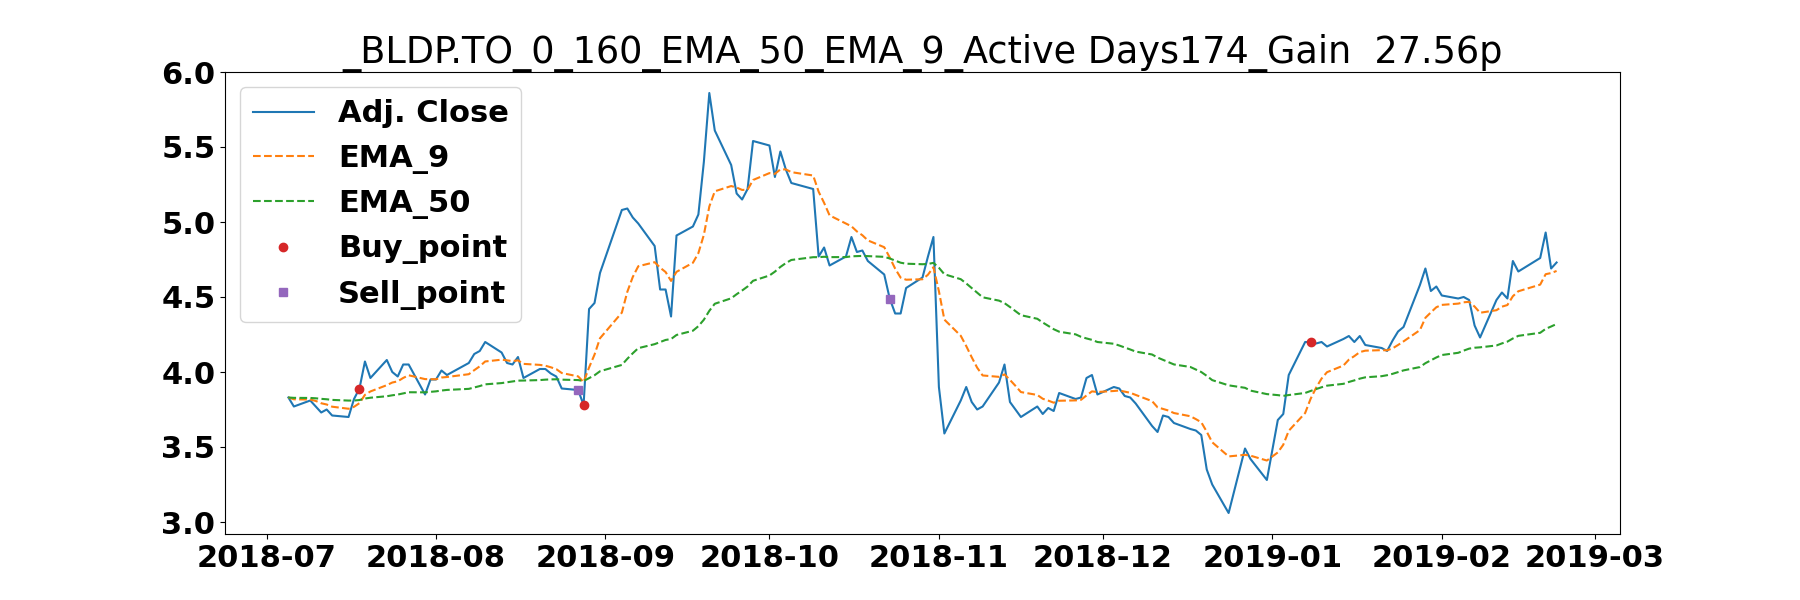 _BLDP.TO_0_160_EMA_50_EMA_9_Active Days174_Gain  27.56p
6.0
5.5
5.0
4.5
4.0
3.5
3.0
Adj. Close
EMA_9
EMA_50
Buy_point
Sell_point
2018-07 2018-08 2018-09 2018-10 2018-11 2018-12 2019-01 2019-02 2019-03